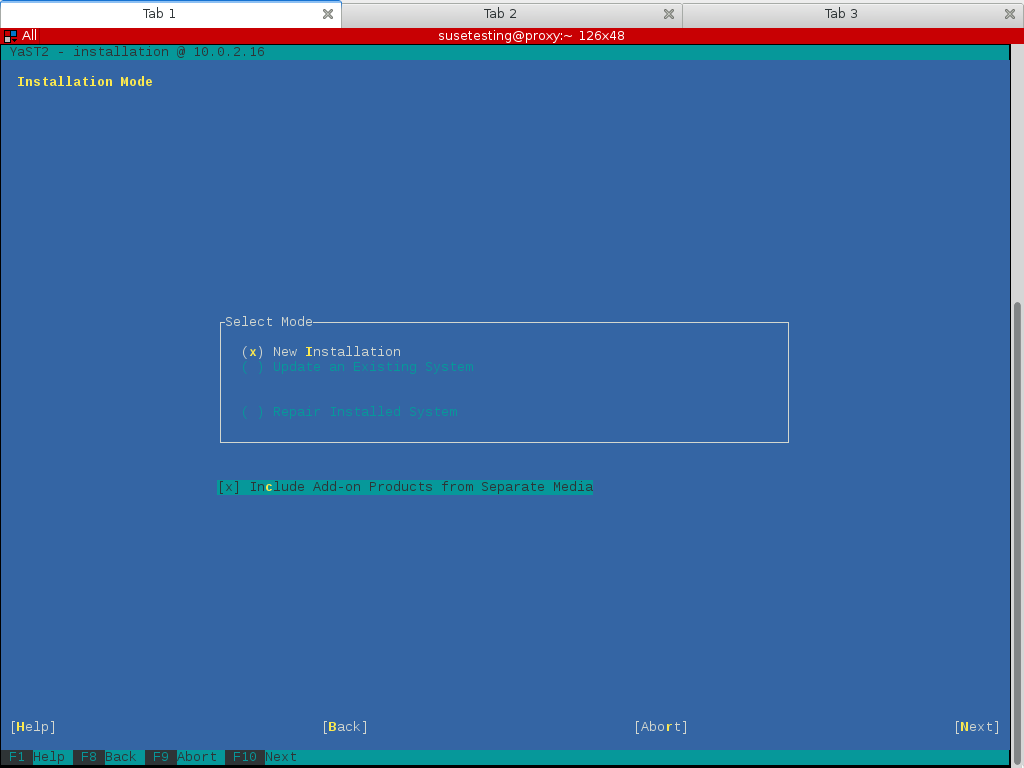 Tab 1 Tab 2 Tab 3
All susetesting@proxy:~ 126x48
YaST2 - installation @ 10.0.2.16
Installation Mode
Select Mode
(x) New Installation
( ) Update an Existing System
( ) Repair Installed System
[x] Include Add-on Products from Separate Media
[Help] [Back] [Abort] [Next]
F1 Help F8 Back F9 Abort F10 Next